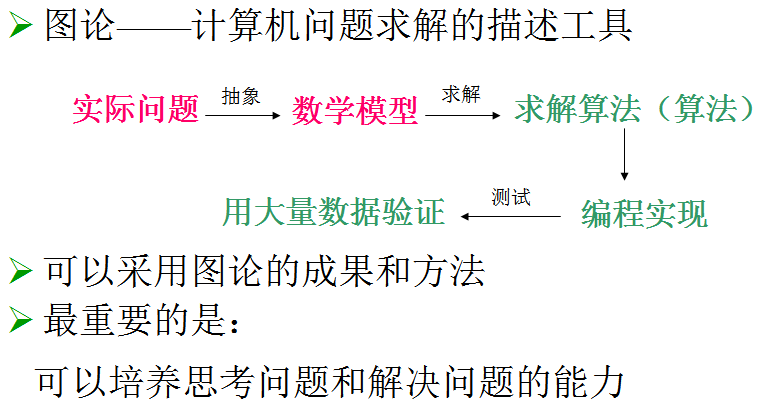 图论——计算机问题求解的描述工具
实际问题 抽象 数学模型 求解 求解算法（算法）
用大量数据验证 测试 编程实现
可以采用图论的成果和方法
最重要的是：
可以培养思考问题和解决问题的能力